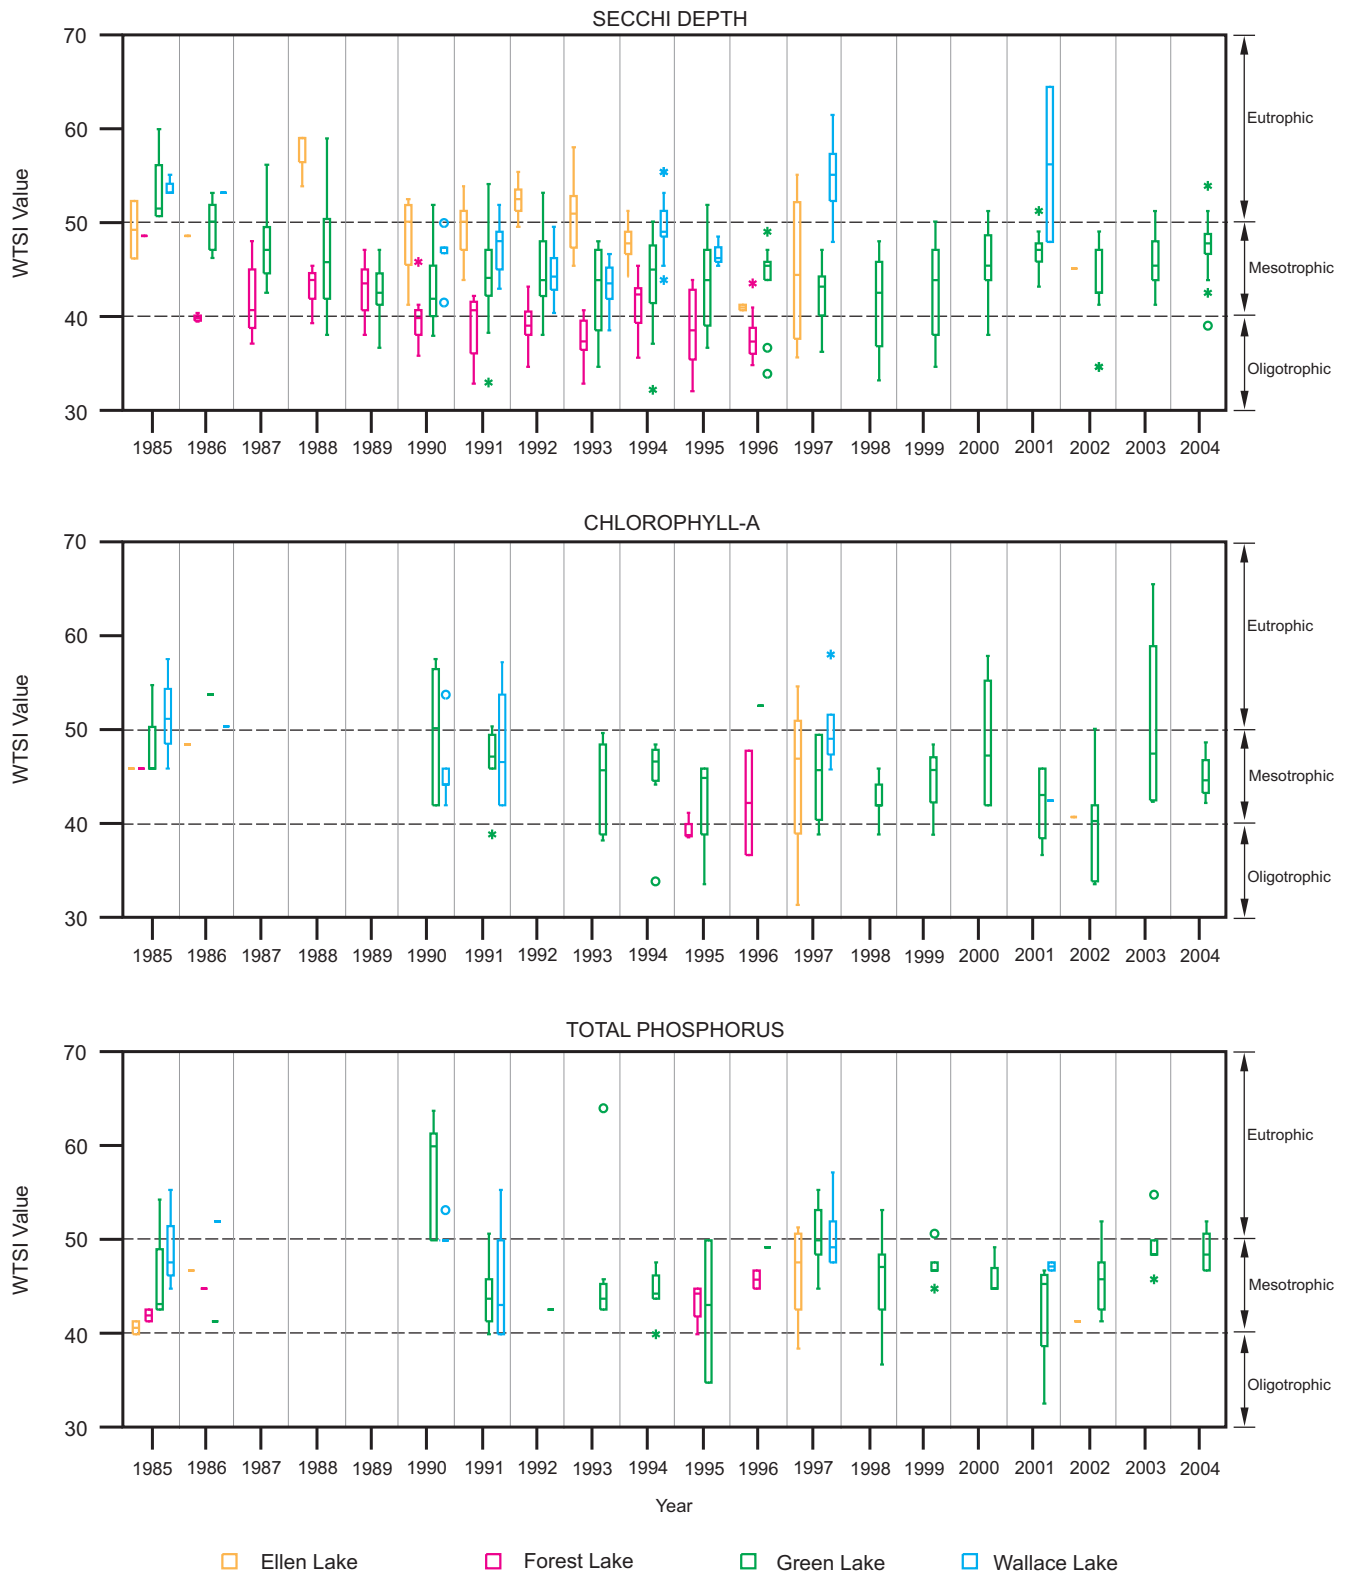 SECCHI DEPTH
70
60
50
40
30
WTSI Value
Eutrophic
Mesotrophic
Oligotrophic
1985 1986 1987 1988 1989 1990 1991 1992 1993 1994 1995 1996 1997 1998 1999 2000 2001 2002 2003 2004
CHLOROPHYLL-A
70
60
50
40
30
WTSI Value
Eutrophic
Mesotrophic
Oligotrophic
1985 1986 1987 1988 1989 1990 1991 1992 1993 1994 1995 1996 1997 1998 1999 2000 2001 2002 2003 2004
TOTAL PHOSPHORUS
70
60
50
40
30
WTSI Value
Eutrophic
Mesotrophic
Oligotrophic
1985 1986 1987 1988 1989 1990 1991 1992 1993 1994 1995 1996 1997 1998 1999 2000 2001 2002 2003 2004
Year
Ellen Lake Forest Lake Green Lake Wallace Lake